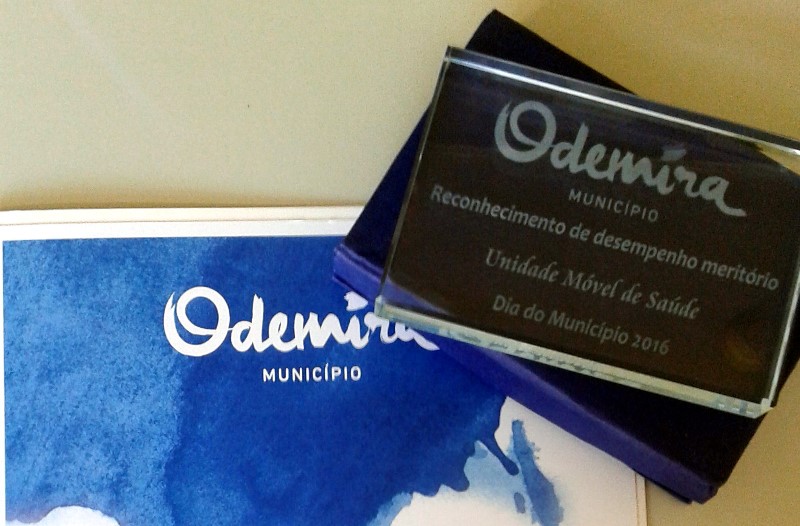 Odemira
MUNICÍPIO
Reconhecimento de desempenho meritório
Unidade Móvel de Saúde
Dia do Município 2016
Odemira
MUNICÍPIO